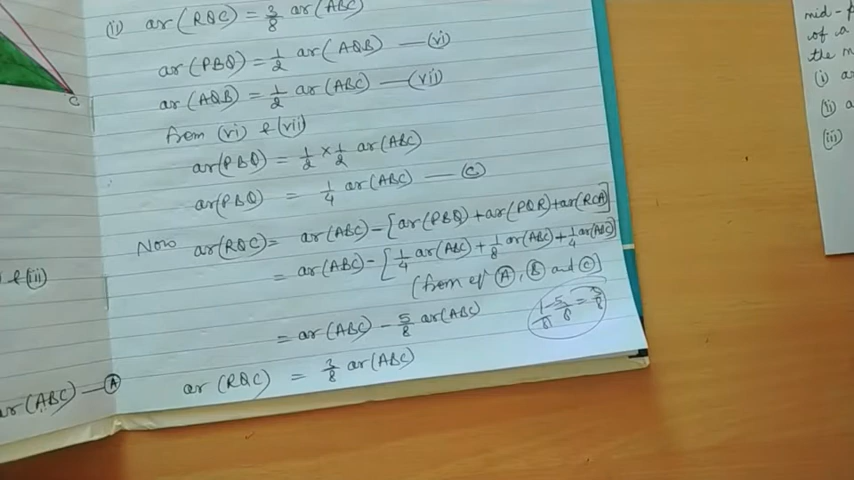 C
(ii) ar(RQC) = 3/8 ar(ABC)
ar(PBQ) = 1/2 ar(AQB) — (vi)
ar(AQB) = 1/2 ar(ABC) — (vii)
from (vi) & (vii)
ar(PBQ) = 1/2 × 1/2 ar(ABC)
ar(PBQ) = 1/4 ar(ABC) — (C)
Now ar(RQC) = ar(ABC) - [ar(PBQ) + ar(PQR) + ar(RCA)]
= ar(ABC) - [1/4 ar(ABC) + 1/8 ar(ABC) + 1/4 ar(ABC)]
(from eqn (A), (B) and (C)]
1/1 - 5/8 = 3/8
= ar(ABC) - 5/8 ar(ABC)
ar(RQC) = 3/8 ar(ABC)
& (iii)
ar(ABC) — (A)
mid-
of a
the m
(i) a
(ii) a
(iii)